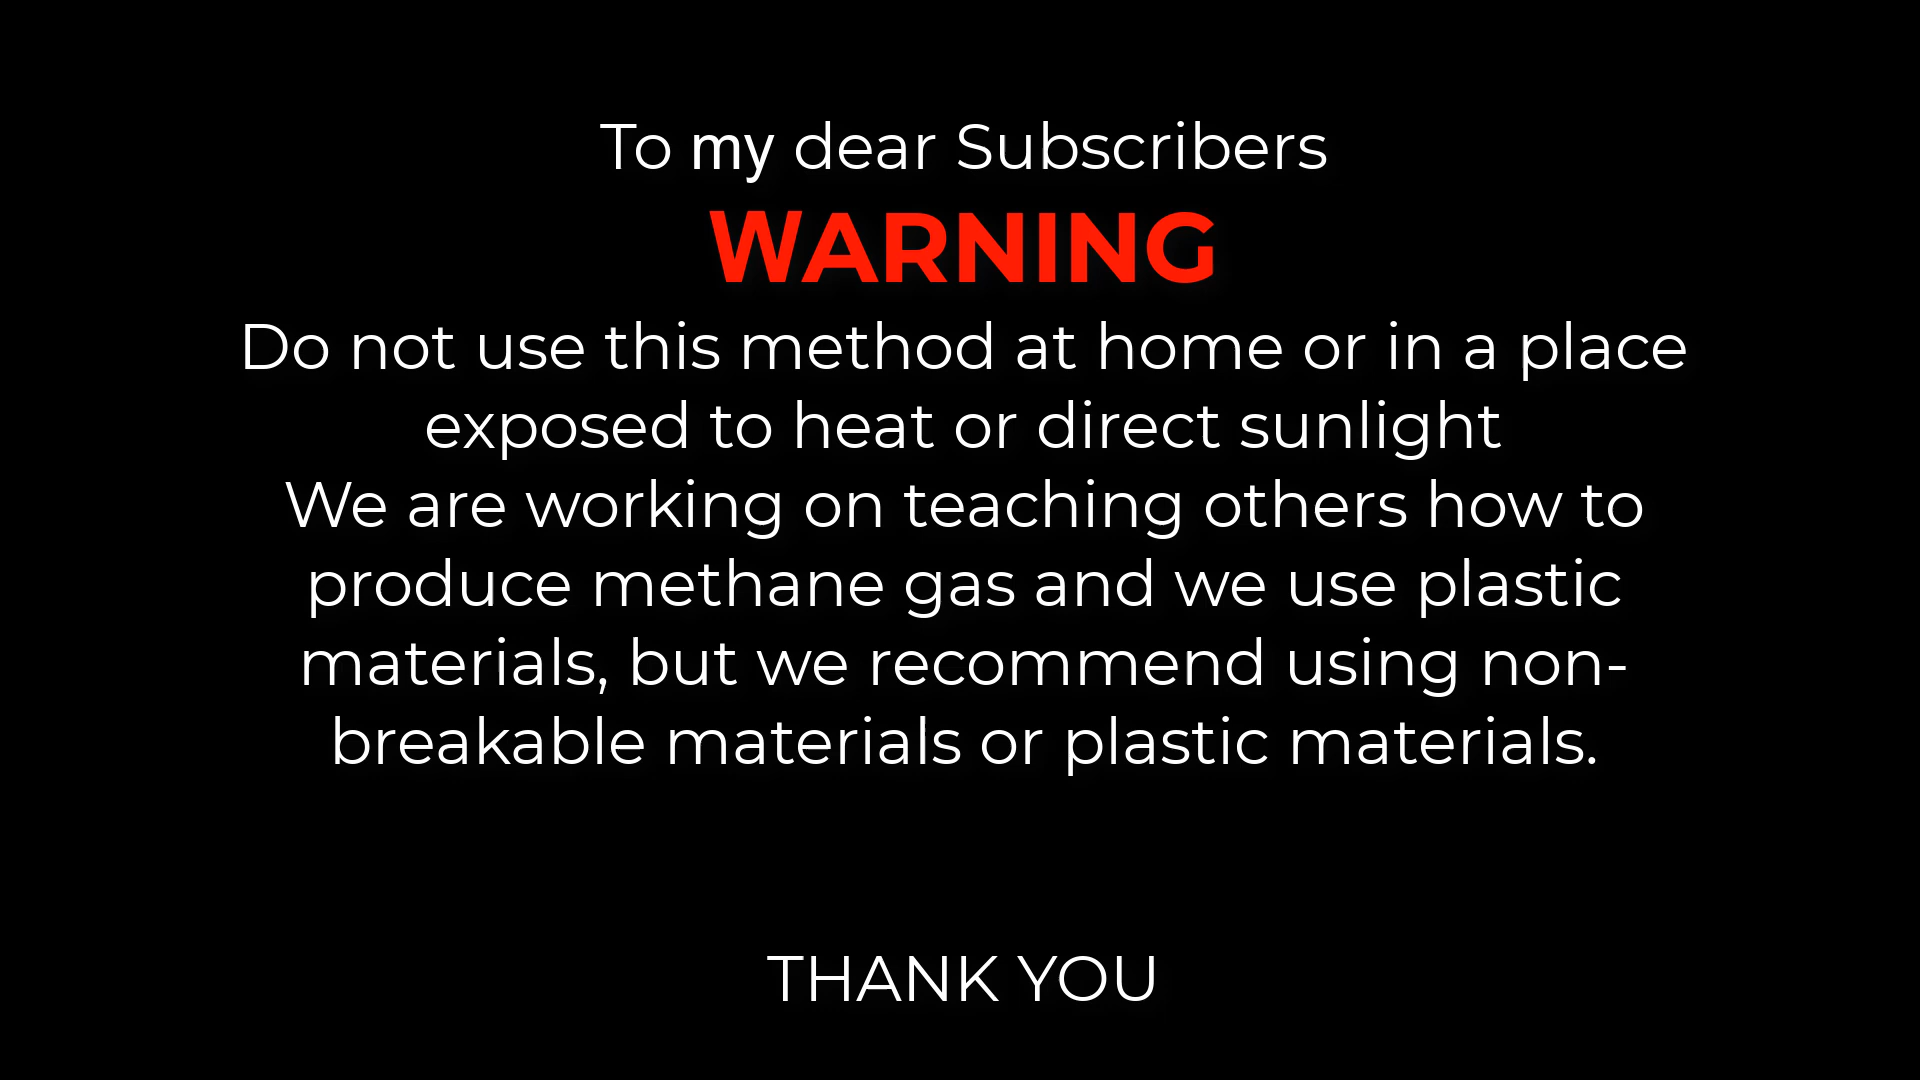 To my dear Subscribers
WARNING
Do not use this method at home or in a place
exposed to heat or direct sunlight
We are working on teaching others how to
produce methane gas and we use plastic
materials, but we recommend using non-
breakable materials or plastic materials.
THANK YOU